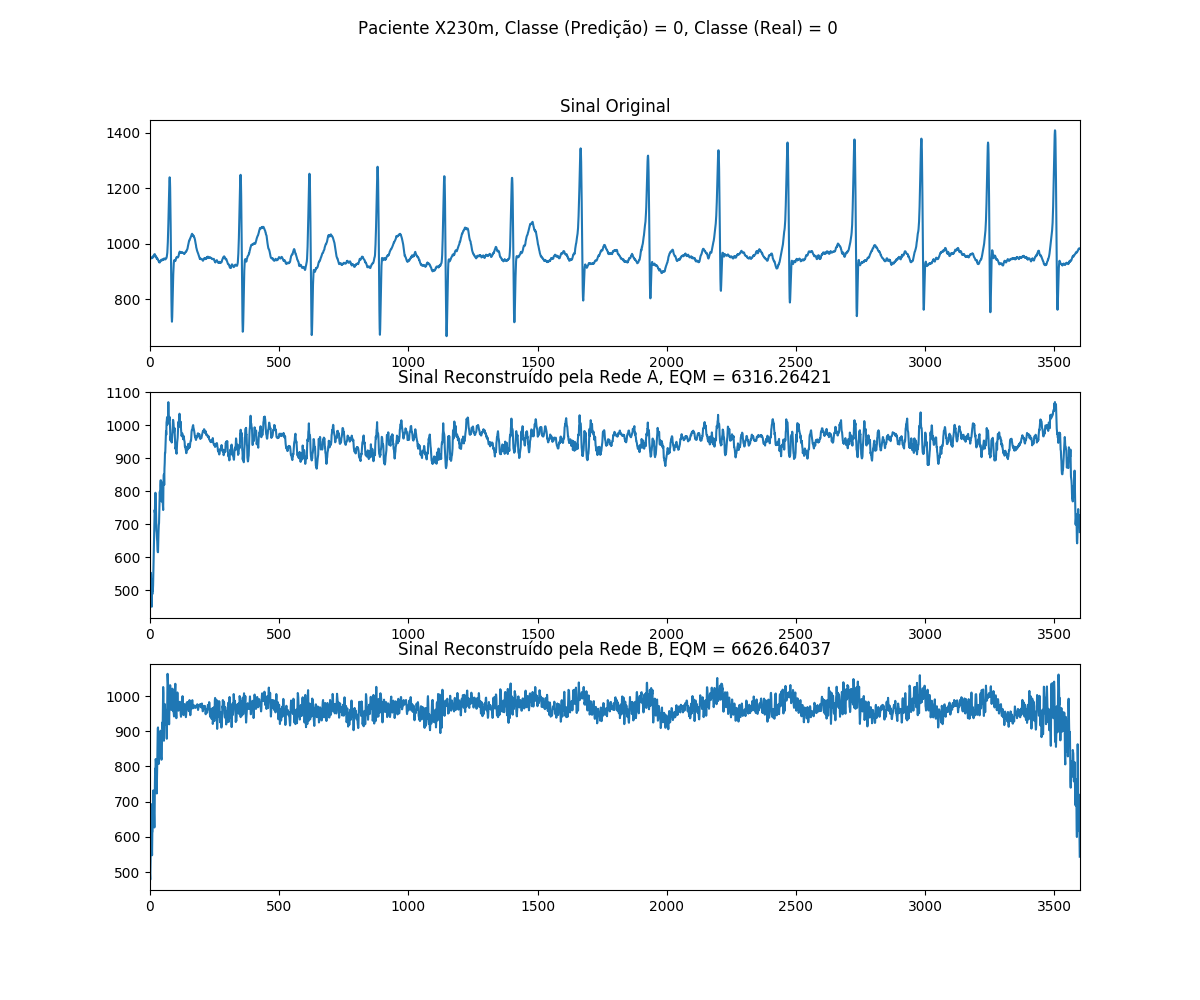 Paciente X230m, Classe (Predição) = 0, Classe (Real) = 0
Sinal Original
1400
1200
1000
800
0 500 1000 1500 2000 2500 3000 3500
Sinal Reconstruído pela Rede A, EQM = 6316.26421
1100
1000
900
800
700
600
500
0 500 1000 1500 2000 2500 3000 3500
Sinal Reconstruído pela Rede B, EQM = 6626.64037
1000
900
800
700
600
500
0 500 1000 1500 2000 2500 3000 3500